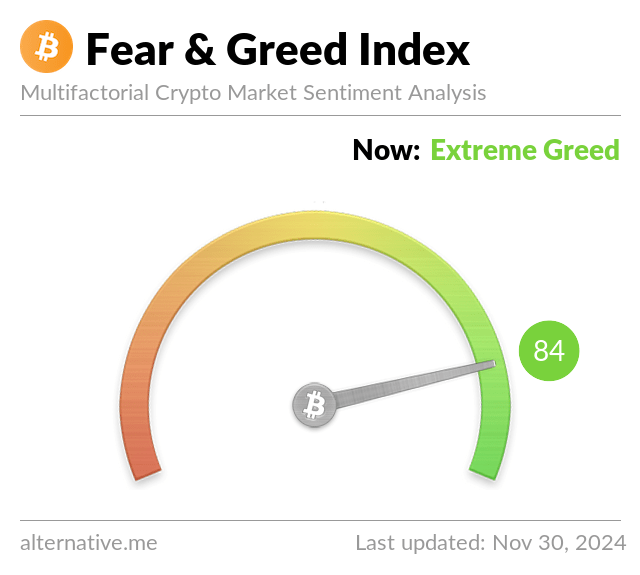 Fear & Greed Index
Multifactorial Crypto Market Sentiment Analysis
Now: Extreme Greed
84
alternative.me
Last updated: Nov 30, 2024